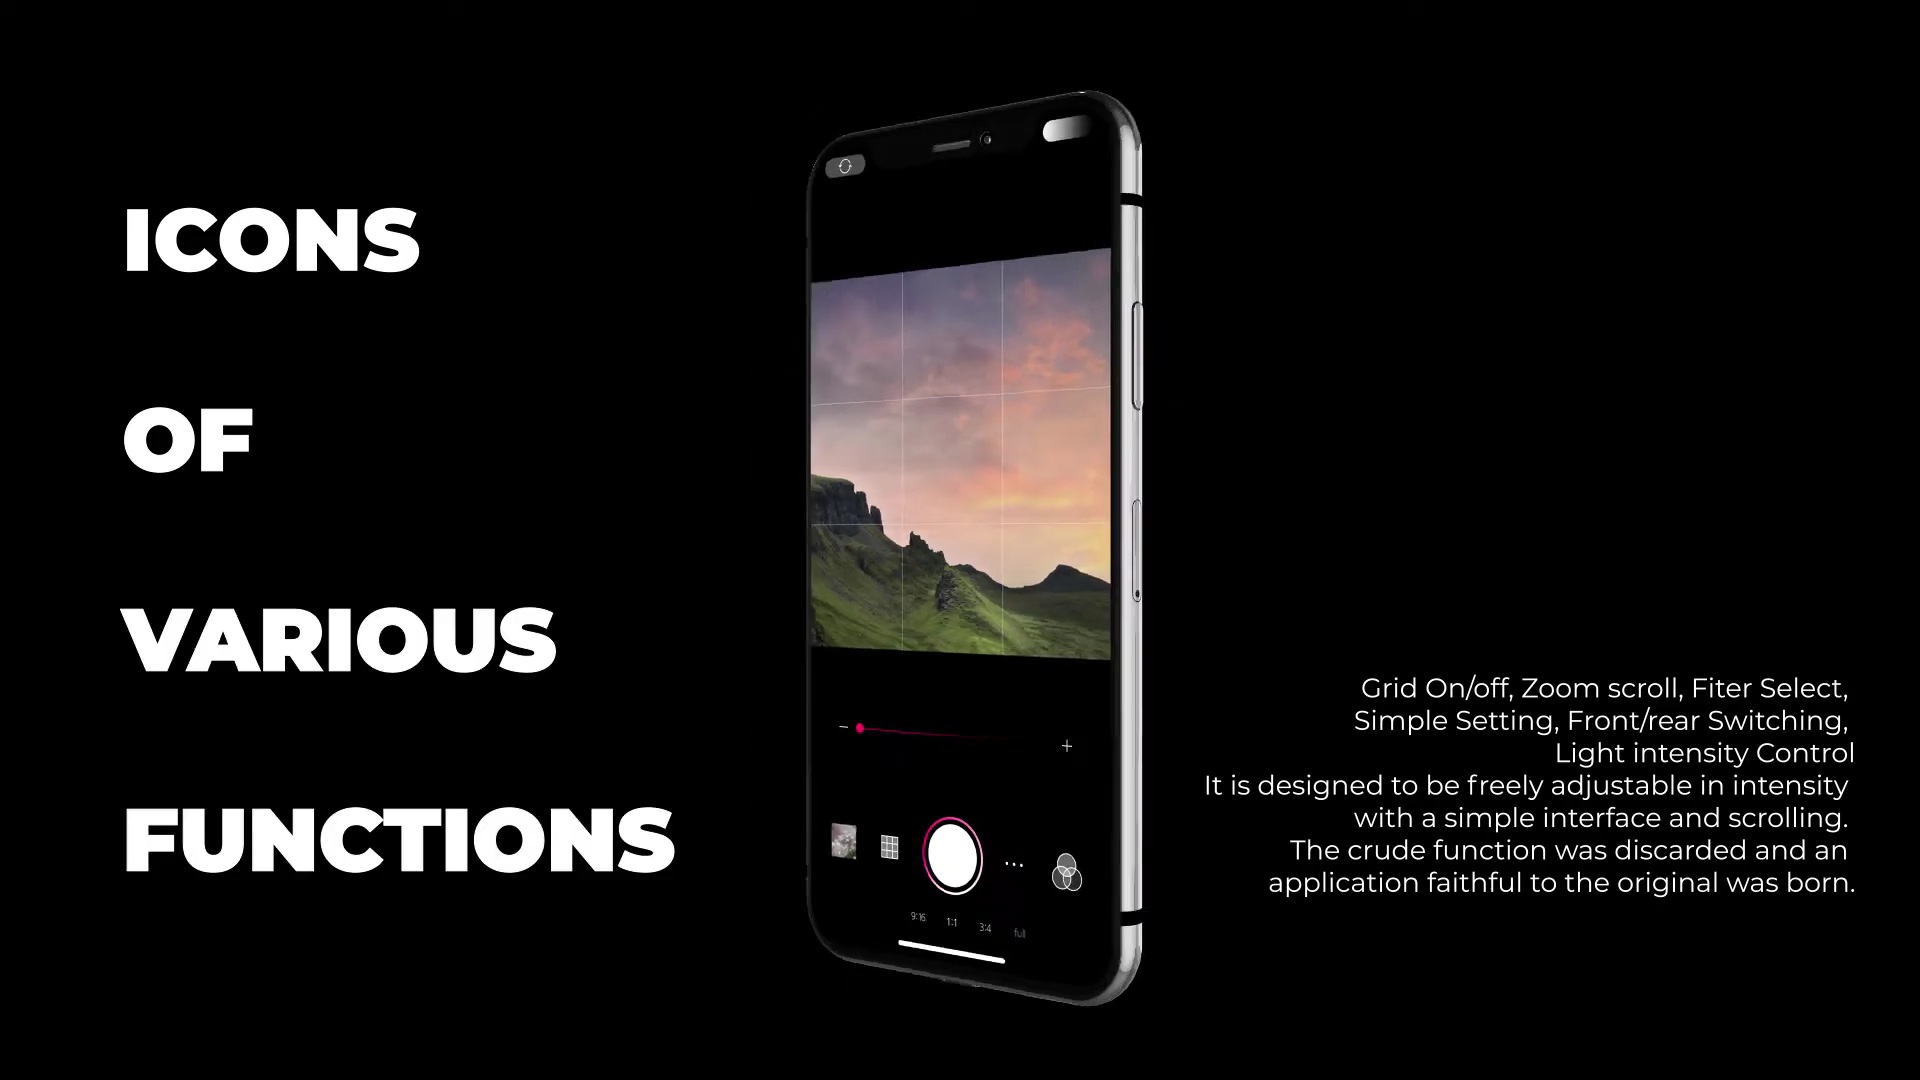 ICONS
OF
VARIOUS
FUNCTIONS
9:16 1:1 3:4 full
Grid On/off, Zoom scroll, Fiter Select,
Simple Setting, Front/rear Switching,
Light intensity Control
It is designed to be freely adjustable in intensity
with a simple interface and scrolling.
The crude function was discarded and an
application faithful to the original was born.